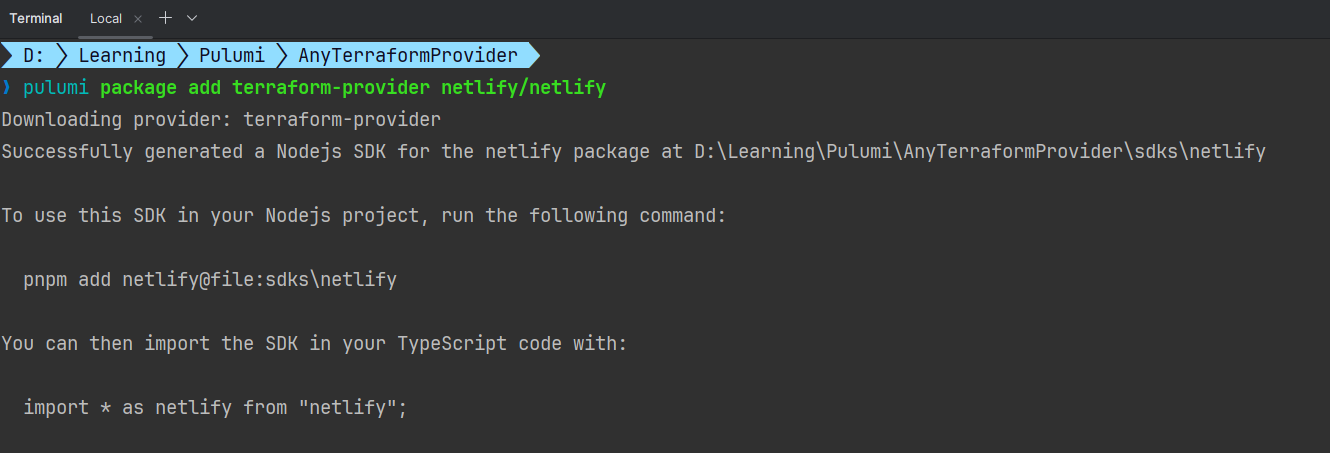 Terminal Local × + ⌄
D: Learning Pulumi AnyTerraformProvider
❯ pulumi package add terraform-provider netlify/netlify
Downloading provider: terraform-provider
Successfully generated a Nodejs SDK for the netlify package at D:\Learning\Pulumi\AnyTerraformProvider\sdks\netlify
To use this SDK in your Nodejs project, run the following command:
pnpm add netlify@file:sdks\netlify
You can then import the SDK in your TypeScript code with:
import * as netlify from "netlify";